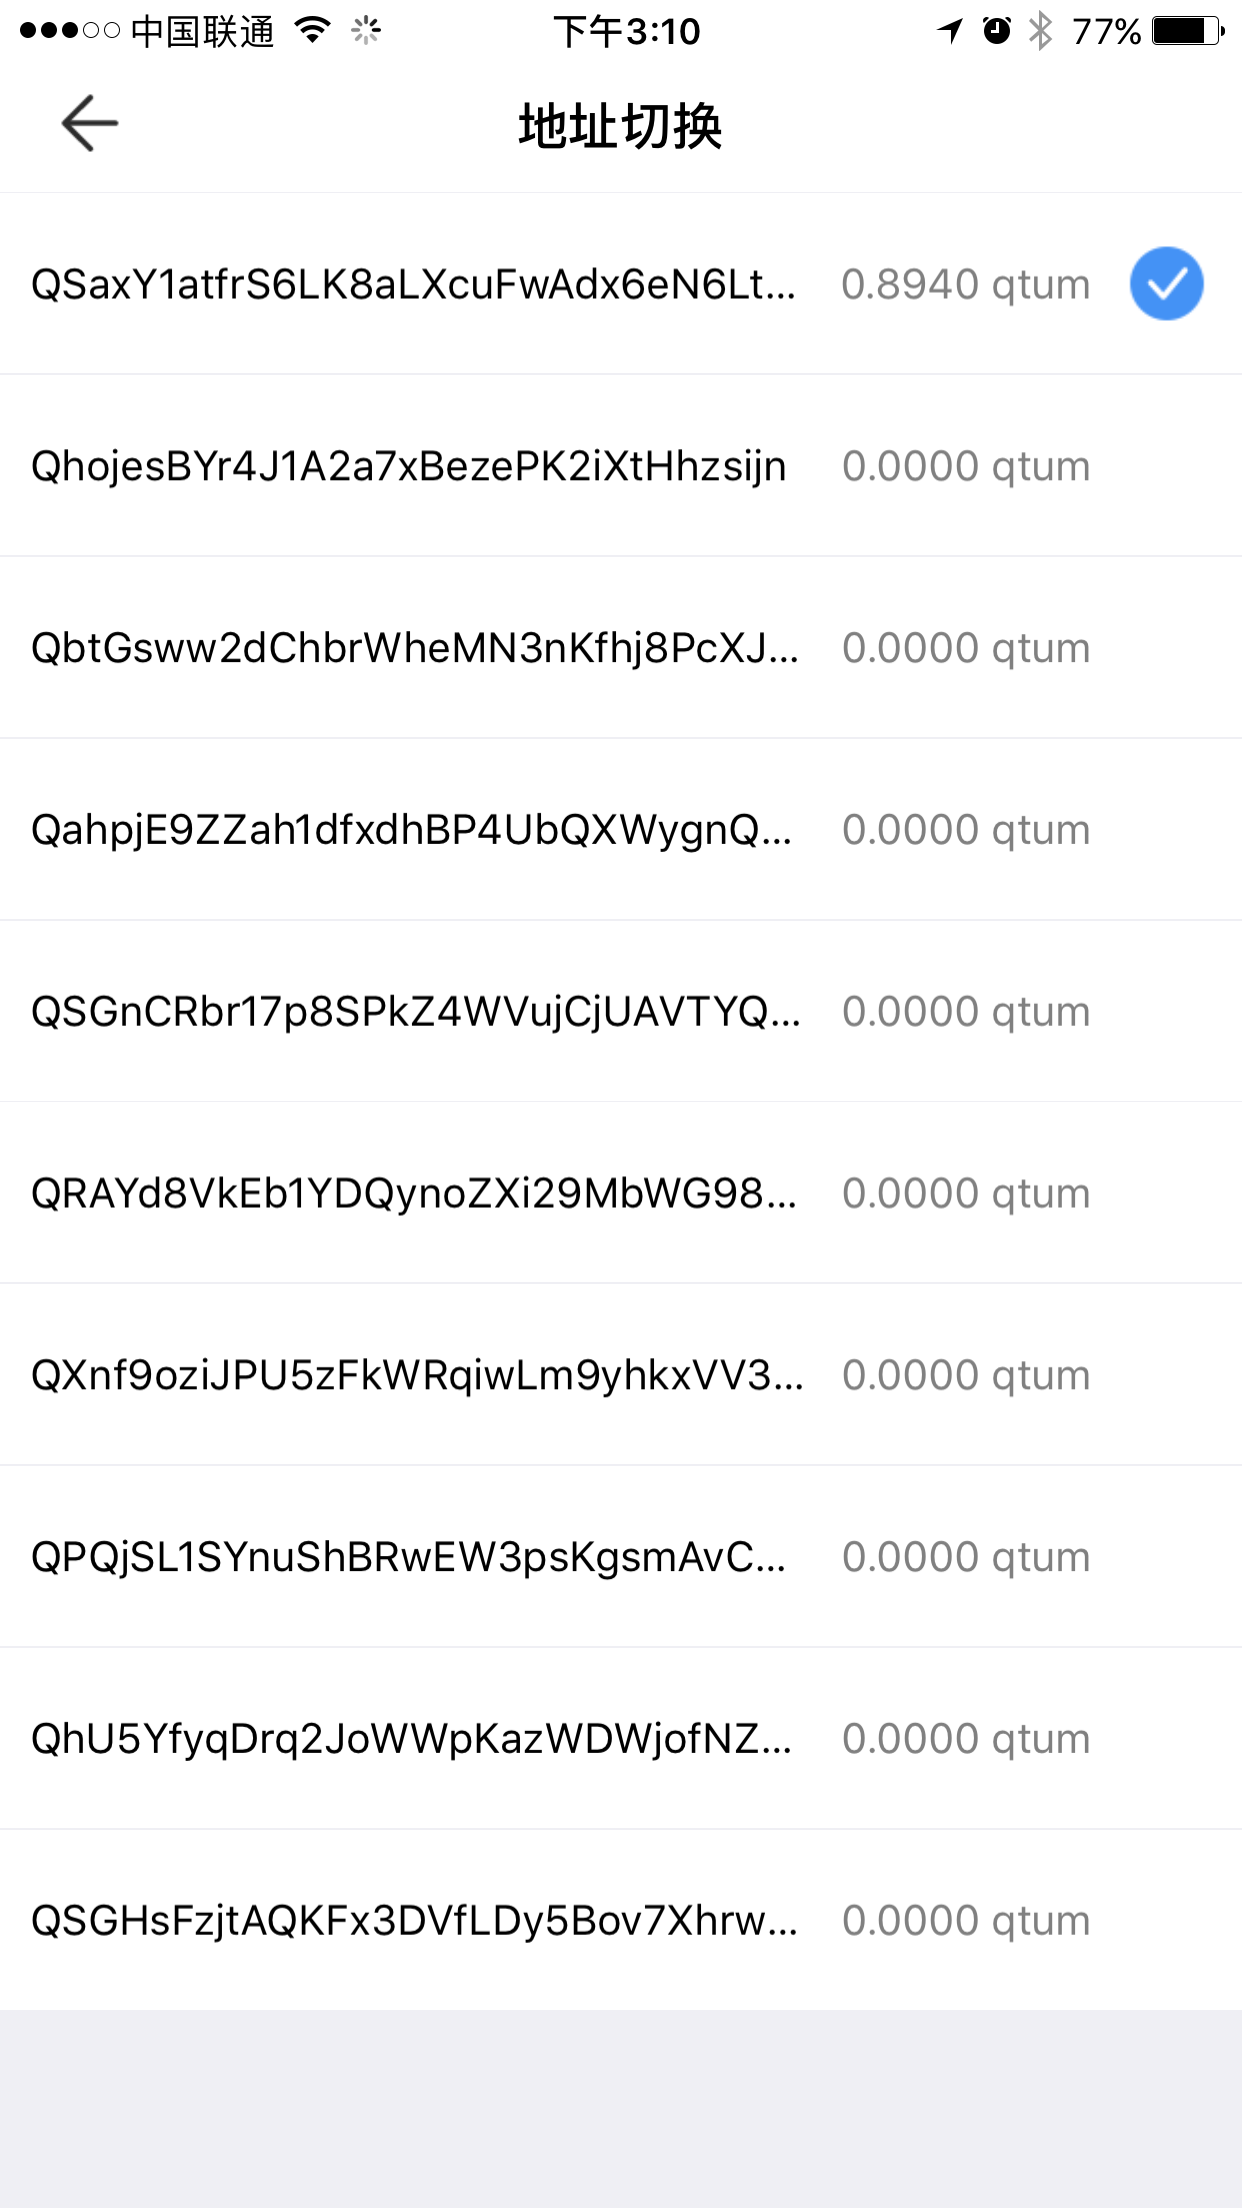 中国联通 下午3:10 77%
地址切换
QSaxY1atfrS6LK8aLXcuFwAdx6eN6Lt... 0.8940 qtum
QhojesBYr4J1A2a7xBezePK2iXtHhzsijn 0.0000 qtum
QbtGsww2dChbrWheMN3nKfhj8PcXJ... 0.0000 qtum
QahpjE9ZZah1dfxdhBP4UbQXWygnQ... 0.0000 qtum
QSGnCRbr17p8SPkZ4WVujCjUAVTYQ... 0.0000 qtum
QRAYd8VkEb1YDQynoZXi29MbWG98... 0.0000 qtum
QXnf9oziJPU5zFkWRqiwLm9yhkxVV3... 0.0000 qtum
QPQjSL1SYnuShBRwEW3psKgsmAvC... 0.0000 qtum
QhU5YfyqDrq2JoWWpKazWDWjofNZ... 0.0000 qtum
QSGHsFzjtAQKFx3DVfLDy5Bov7Xhrw... 0.0000 qtum